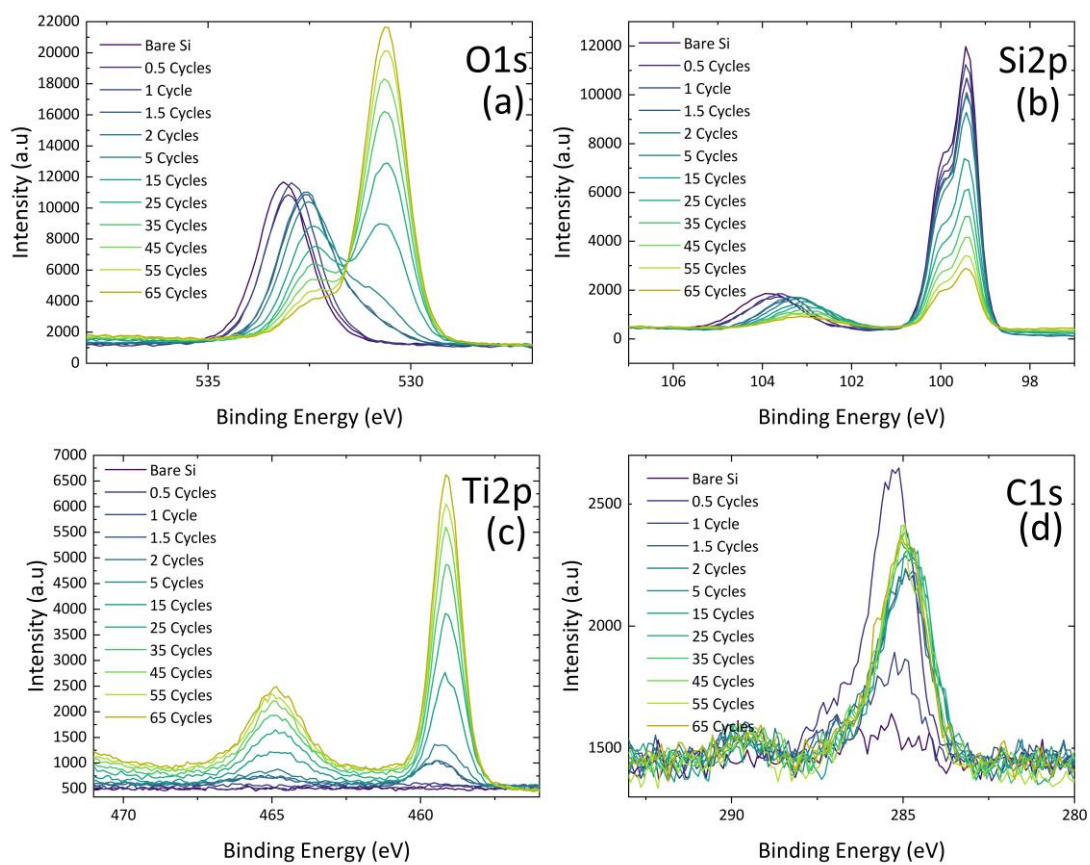 22000
20000
18000
16000
14000
12000
10000
8000
6000
4000
2000
0
Intensity (a.u)
Bare Si
0.5 Cycles
1 Cycle
1.5 Cycles
2 Cycles
5 Cycles
15 Cycles
25 Cycles
35 Cycles
45 Cycles
55 Cycles
65 Cycles
O1s
(a)
535
530
Binding Energy (eV)
12000
10000
8000
6000
4000
2000
0
Intensity (a.u)
Bare Si
0.5 Cycles
1 Cycle
1.5 Cycles
2 Cycles
5 Cycles
15 Cycles
25 Cycles
35 Cycles
45 Cycles
55 Cycles
65 Cycles
Si2p
(b)
106
104
102
100
98
Binding Energy (eV)
7000
6500
6000
5500
5000
4500
4000
3500
3000
2500
2000
1500
1000
500
Intensity (a.u)
Bare Si
0.5 Cycles
1 Cycle
1.5 Cycles
2 Cycles
5 Cycles
15 Cycles
25 Cycles
35 Cycles
45 Cycles
55 Cycles
65 Cycles
Ti2p
(c)
470
465
460
Binding Energy (eV)
2500
2000
1500
Intensity (a.u)
Bare Si
0.5 Cycles
1 Cycle
1.5 Cycles
2 Cycles
5 Cycles
15 Cycles
25 Cycles
35 Cycles
45 Cycles
55 Cycles
65 Cycles
C1s
(d)
290
285
280
Binding Energy (eV)